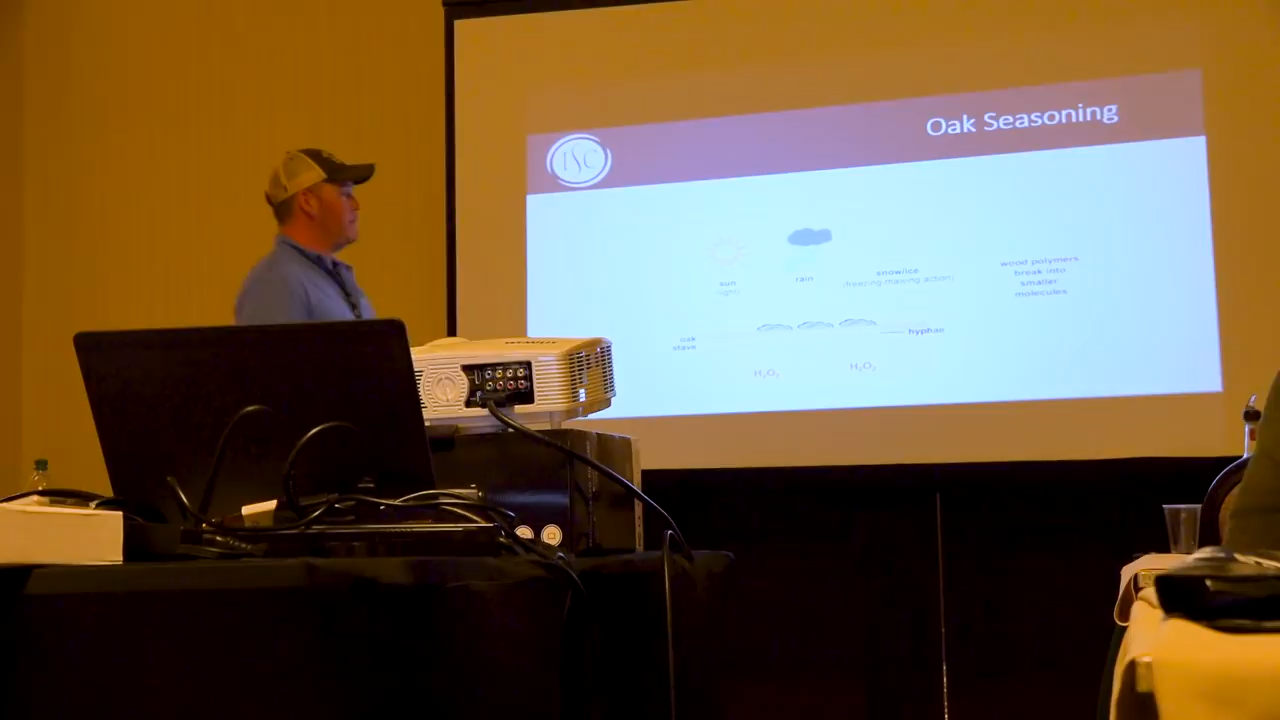 Oak Seasoning
ISC
sun
(light)
rain
snow/ice
(freezing-thawing action)
wood polymers
break into
smaller
molecules
oak
stave
hyphae
H₂O₂
H₂O₂